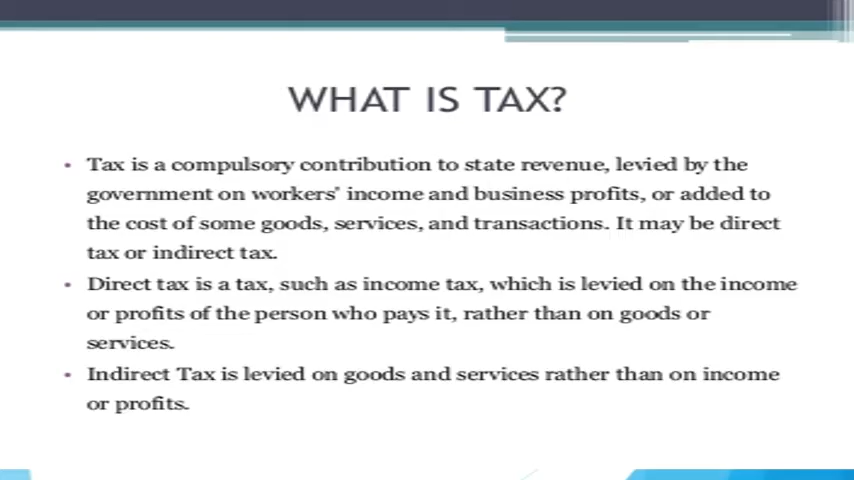 WHAT IS TAX?
• Tax is a compulsory contribution to state revenue, levied by the
government on workers' income and business profits, or added to
the cost of some goods, services, and transactions. It may be direct
tax or indirect tax.
• Direct tax is a tax, such as income tax, which is levied on the income
or profits of the person who pays it, rather than on goods or
services.
• Indirect Tax is levied on goods and services rather than on income
or profits.